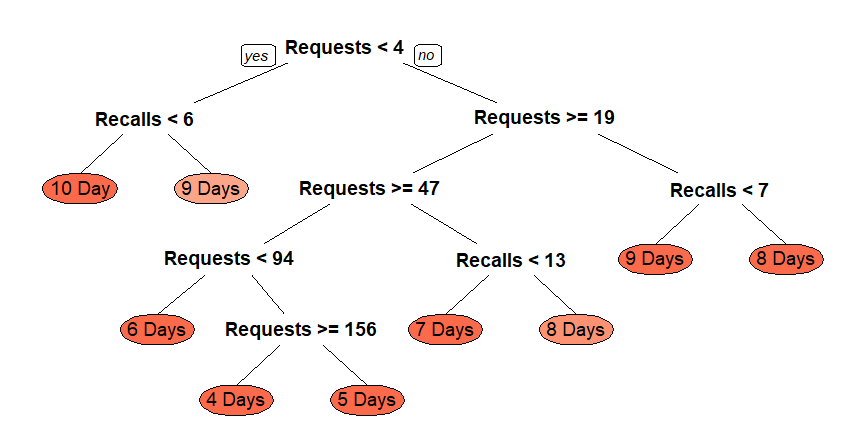 Requests < 4
yes
no
Recalls < 6
Requests >= 19
10 Day
9 Days
Requests >= 47
Recalls < 7
Requests < 94
Recalls < 13
9 Days
8 Days
6 Days
Requests >= 156
7 Days
8 Days
4 Days
5 Days